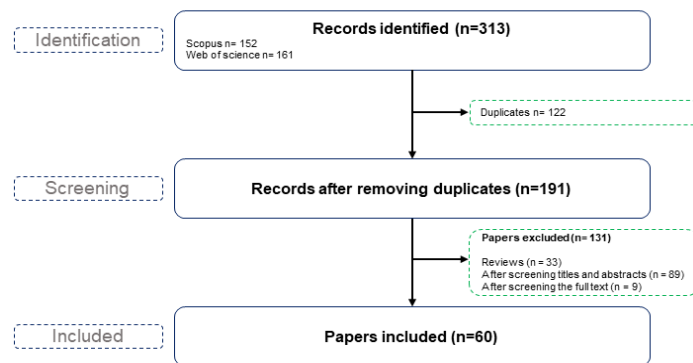 Identification
Records identified (n=313)
Scopus n= 152
Web of science n= 161
Duplicates n= 122
Screening
Records after removing duplicates (n=191)
Papers excluded (n= 131)
Reviews (n = 33)
After screening titles and abstracts (n = 89)
After screening the full text (n = 9)
Included
Papers included (n=60)